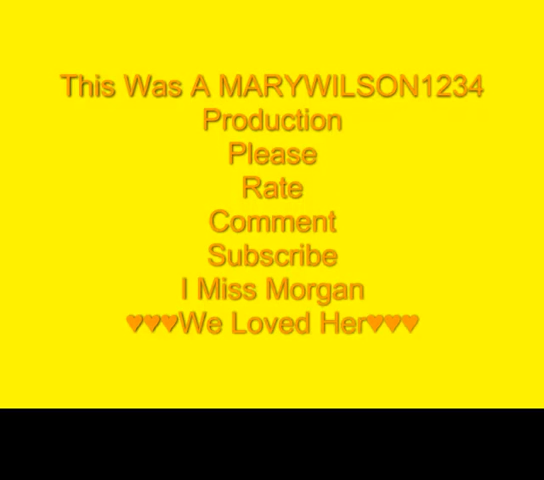 This Was A MARYWILSON1234
Production
Please
Rate
Comment
Subscribe
I Miss Morgan
♥♥♥We Loved Her♥♥♥